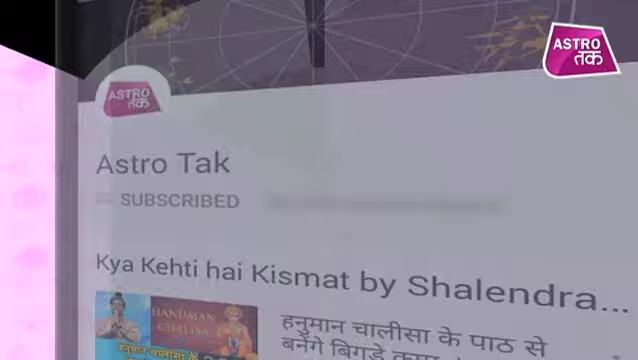 ASTRO
तक
ASTRO
तक
Astro Tak
SUBSCRIBED
Kya Kehti hai Kismat by Shalendra...
HANUMAN
CHALISA
हनुमान चालीसा के पाठ से
बनेंगे बिगड़े काम